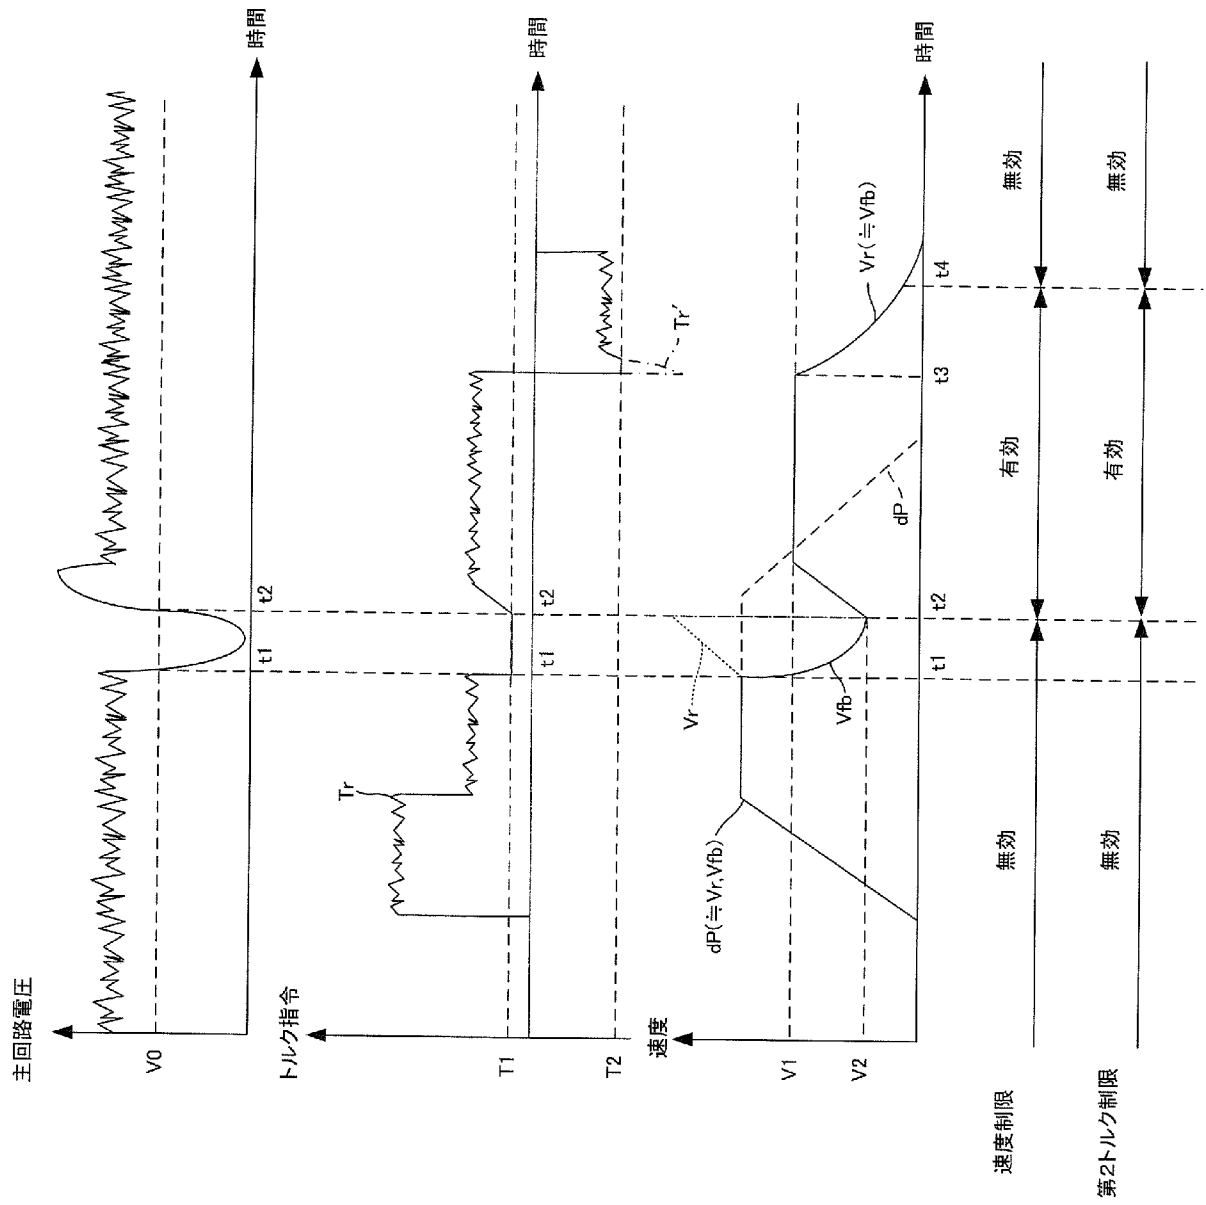 主回路電圧
V0
t1
t2
時間
トルク指令
Tr
T1
T2
t1
t2
Tr′
時間
速度
V1
V2
dP(≒Vr,Vfb)
Vr
Vfb
dP
Vr(≒Vfb)
t1
t2
t3
t4
時間
速度制限
無効
有効
無効
第2トルク制限
無効
有効
無効